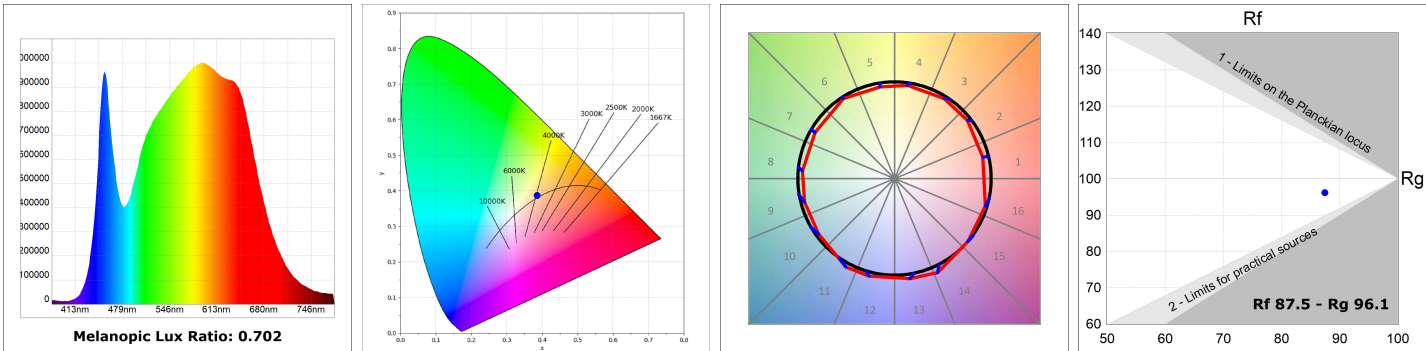 000000
900000
800000
700000
600000
500000
400000
300000
200000
100000
0
413nm 479nm 546nm 613nm 680nm 746nm
Melanopic Lux Ratio: 0.702
0.9
0.8
0.7
0.6
0.5
0.4
0.3
0.2
0.1
0.0
y
0.0 0.1 0.2 0.3 0.4 0.5 0.6 0.7 0.8
x
10000K
6000K
4000K
3000K
2500K
2000K
1667K
1
2
3
4
5
6
7
8
9
10
11
12
13
14
15
16
Rf
140
130
120
110
100
90
80
70
60
50 60 70 80 90 100
Rg
1 - Limits on the Planckian locus
2 - Limits for practical sources
Rf 87.5 - Rg 96.1